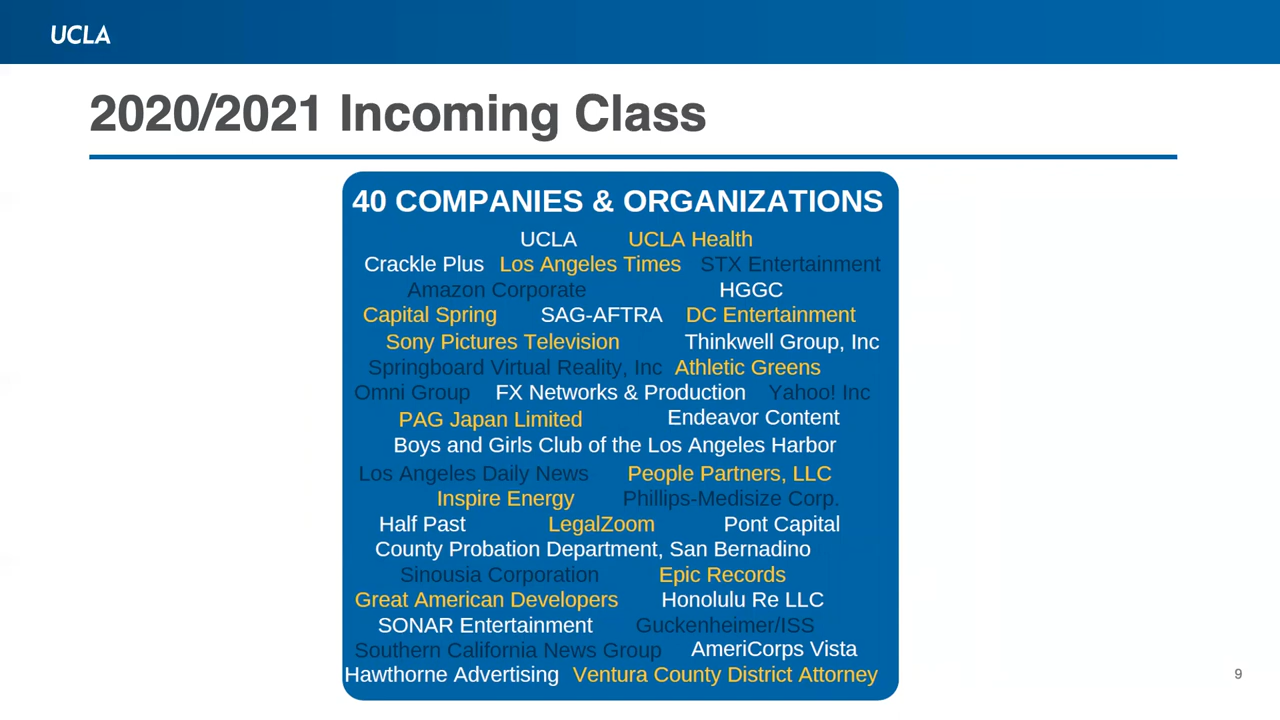 UCLA
2020/2021 Incoming Class
40 COMPANIES & ORGANIZATIONS
UCLA UCLA Health
Crackle Plus Los Angeles Times STX Entertainment
Amazon Corporate HGGC
Capital Spring SAG-AFTRA DC Entertainment
Sony Pictures Television Thinkwell Group, Inc
Springboard Virtual Reality, Inc Athletic Greens
Omni Group FX Networks & Production Yahoo! Inc
PAG Japan Limited Endeavor Content
Boys and Girls Club of the Los Angeles Harbor
Los Angeles Daily News People Partners, LLC
Inspire Energy Phillips-Medisize Corp.
Half Past LegalZoom Pont Capital
County Probation Department, San Bernadino
Sinousia Corporation Epic Records
Great American Developers Honolulu Re LLC
SONAR Entertainment Guckenheimer/ISS
Southern California News Group AmeriCorps Vista
Hawthorne Advertising Ventura County District Attorney
9